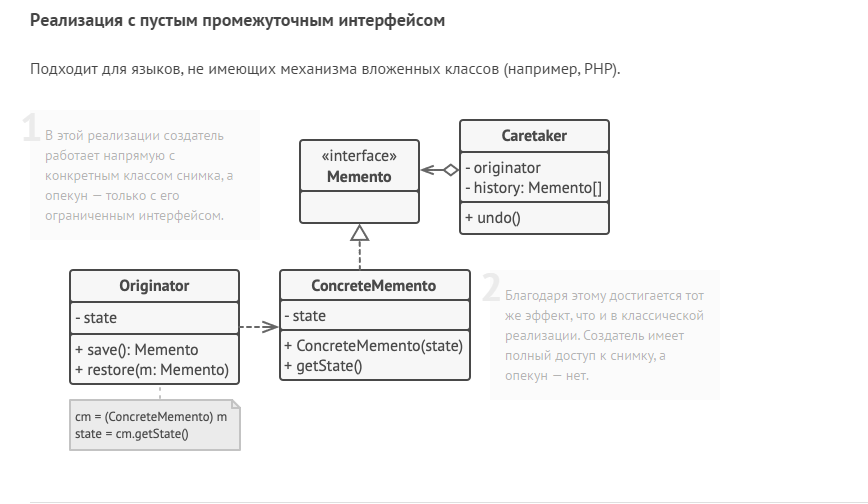 Реализация с пустым промежуточным интерфейсом
Подходит для языков, не имеющих механизма вложенных классов (например, PHP).
1
В этой реализации создатель
работает напрямую с
конкретным классом снимка, а
опекун — только с его
ограниченным интерфейсом.
«interface»
Memento
Caretaker
- originator
- history: Memento[]
+ undo()
Originator
- state
+ save(): Memento
+ restore(m: Memento)
cm = (ConcreteMemento) m
state = cm.getState()
ConcreteMemento
- state
+ ConcreteMemento(state)
+ getState()
2
Благодаря этому достигается тот
же эффект, что и в классической
реализации. Создатель имеет
полный доступ к снимку, а
опекун — нет.